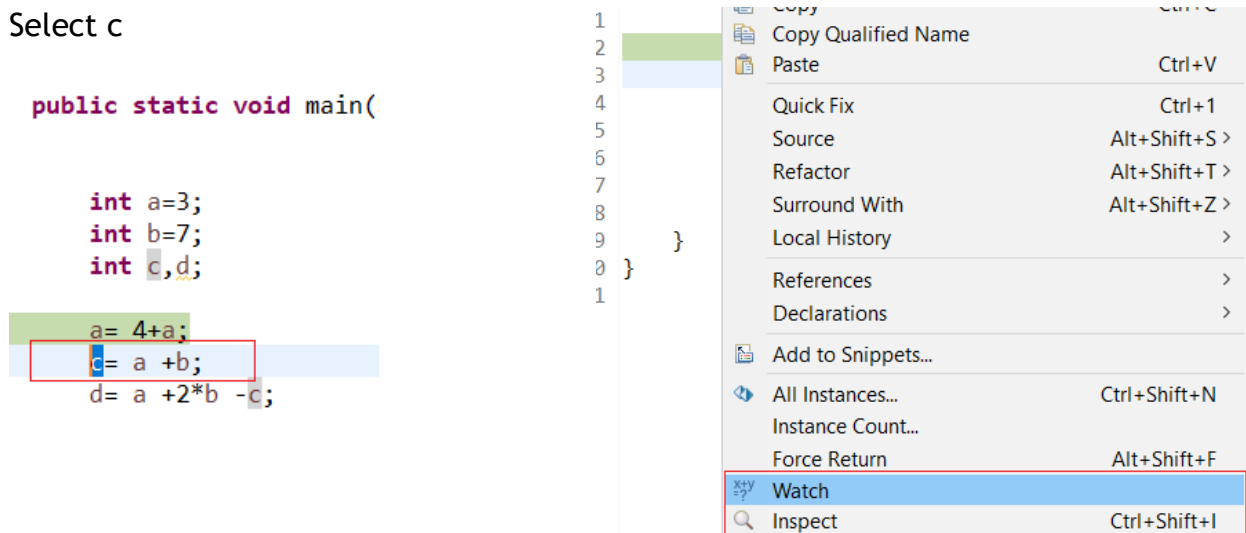 Select c
public static void main(
int a=3;
int b=7;
int c,d;
a= 4+a;
c= a +b;
d= a +2*b -c;
1
2
3
4
5
6
7
8
9 }
0 }
1
Copy Ctrl+C
Copy Qualified Name
Paste Ctrl+V
Quick Fix Ctrl+1
Source Alt+Shift+S >
Refactor Alt+Shift+T >
Surround With Alt+Shift+Z >
Local History >
References >
Declarations >
Add to Snippets...
All Instances... Ctrl+Shift+N
Instance Count...
Force Return Alt+Shift+F
x+y
=?
Watch
Inspect Ctrl+Shift+I